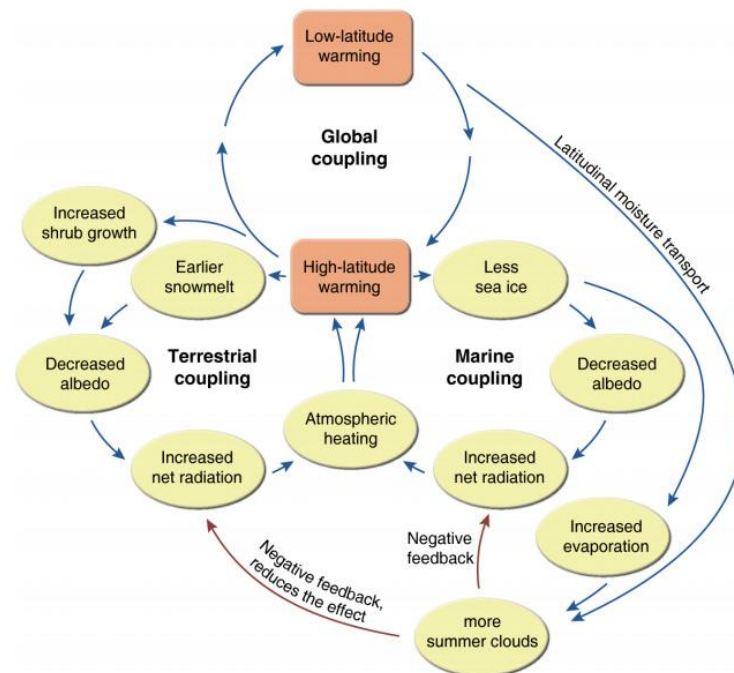 Low-latitude
warming
Global
coupling
Latitudinal moisture transport
Increased
shrub growth
Earlier
snowmelt
High-latitude
warming
Less
sea ice
Decreased
albedo
Terrestrial
coupling
Marine
coupling
Decreased
albedo
Atmospheric
heating
Increased
net radiation
Increased
net radiation
Increased
evaporation
Negative feedback,
reduces the effect
Negative
feedback
more
summer clouds